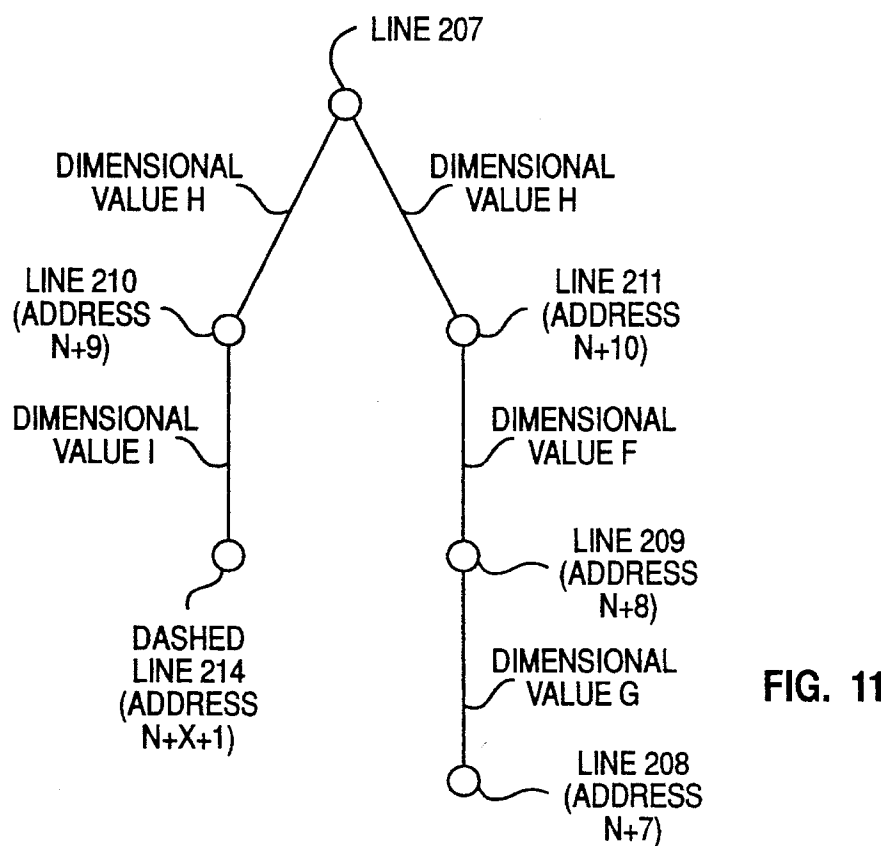 LINE 207
DIMENSIONAL
VALUE H
DIMENSIONAL
VALUE H
LINE 210
(ADDRESS
N+9)
LINE 211
(ADDRESS
N+10)
DIMENSIONAL
VALUE I
DIMENSIONAL
VALUE F
LINE 209
(ADDRESS
N+8)
DASHED
LINE 214
(ADDRESS
N+X+1)
DIMENSIONAL
VALUE G
FIG. 11
LINE 208
(ADDRESS
N+7)